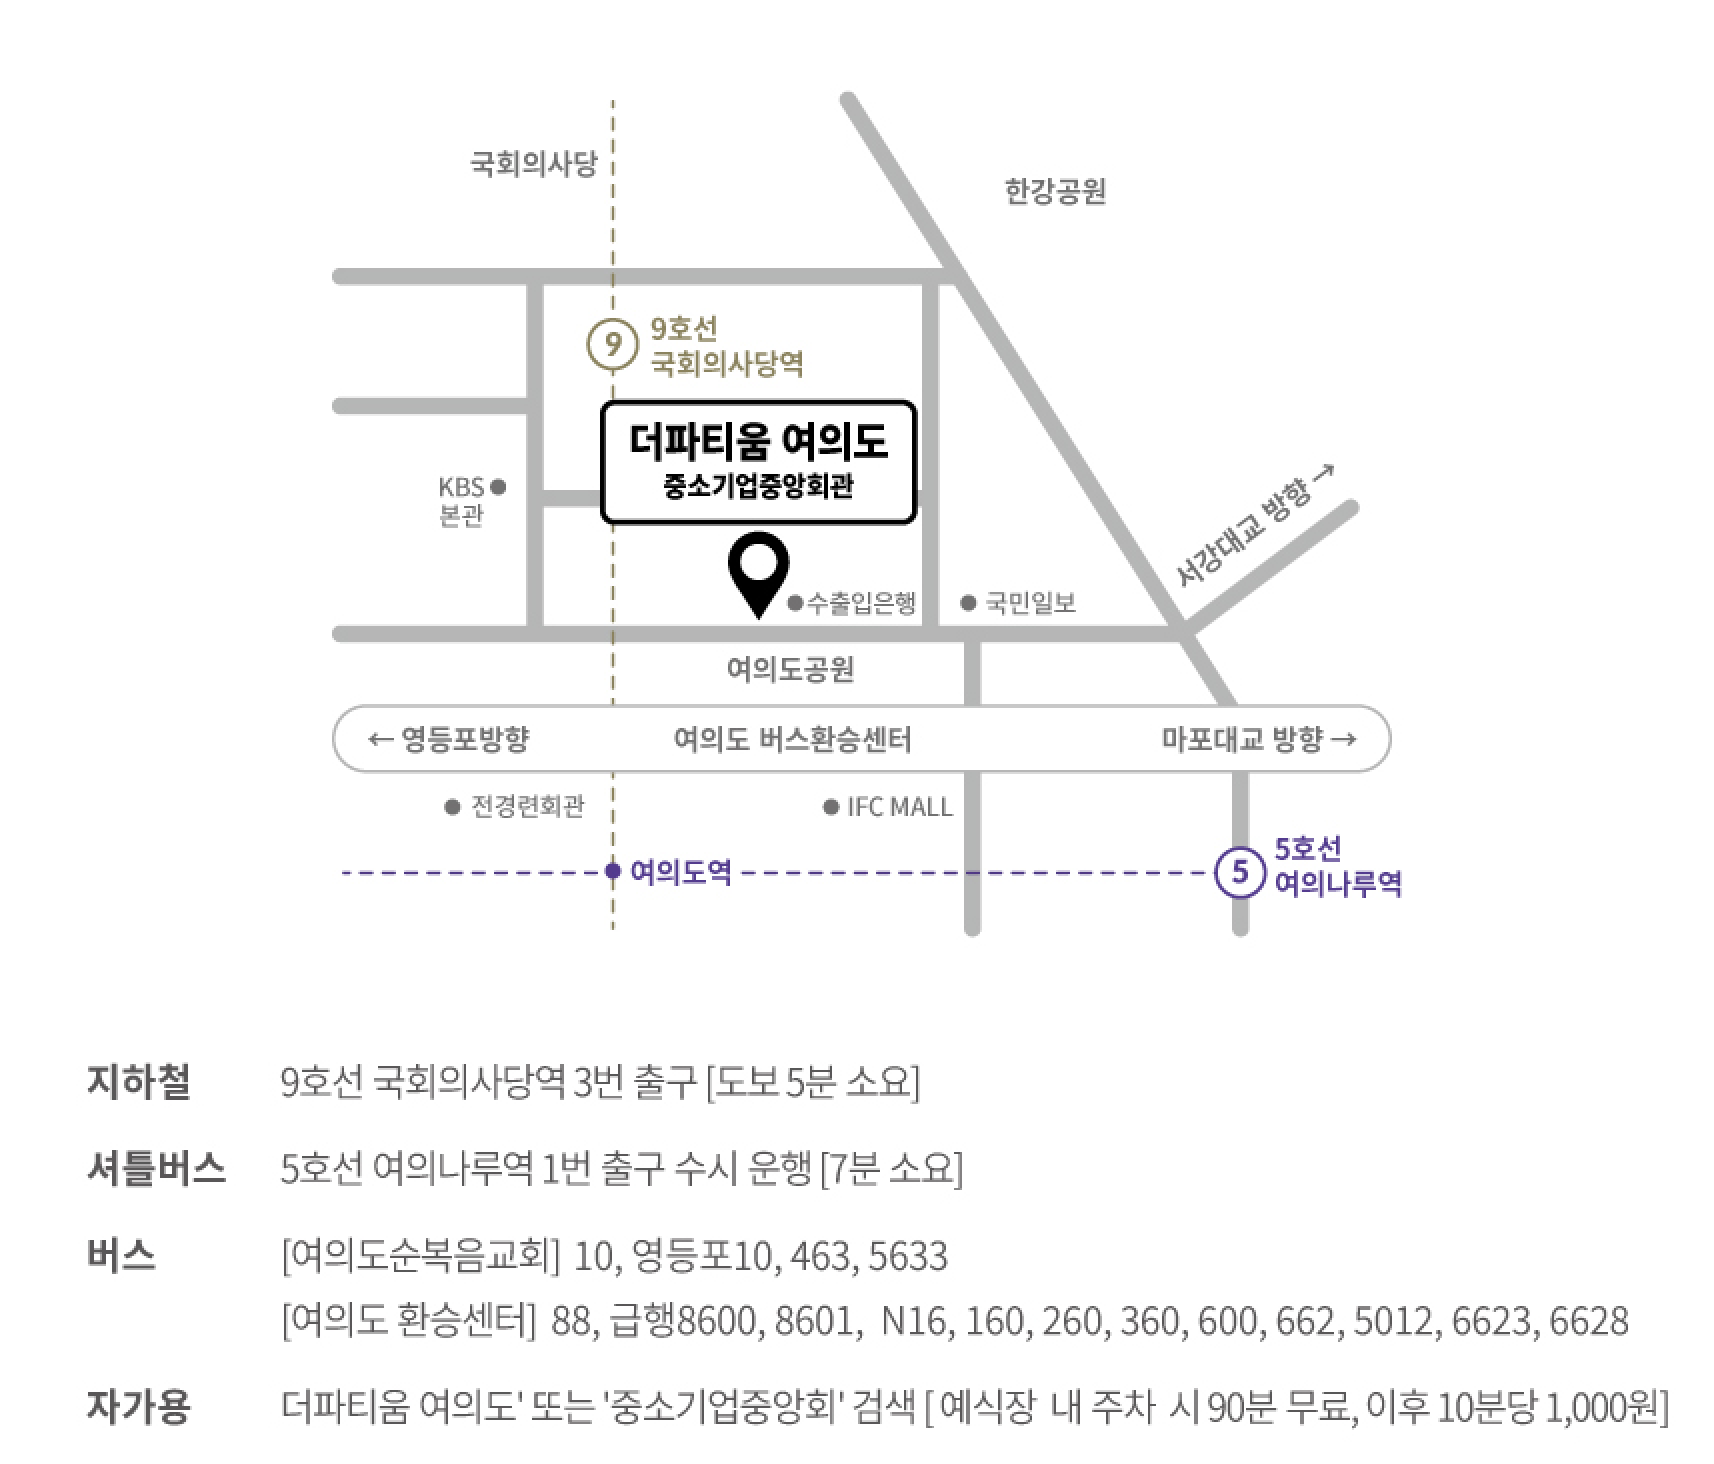 국회의사당
한강공원
9
9호선
국회의사당역
더파티움 여의도
중소기업중앙회관
KBS
본관
서강대교 방향 →
수출입은행
국민일보
여의도공원
← 영등포방향
여의도 버스환승센터
마포대교 방향 →
전경련회관
IFC MALL
여의도역
5
5호선
여의나루역
지하철 9호선 국회의사당역 3번 출구 [도보 5분 소요]
셔틀버스 5호선 여의나루역 1번 출구 수시 운행 [7분 소요]
버스 [여의도순복음교회] 10, 영등포10, 463, 5633
[여의도 환승센터] 88, 급행8600, 8601, N16, 160, 260, 360, 600, 662, 5012, 6623, 6628
자가용 더파티움 여의도' 또는 '중소기업중앙회' 검색 [ 예식장 내 주차 시 90분 무료, 이후 10분당 1,000원]